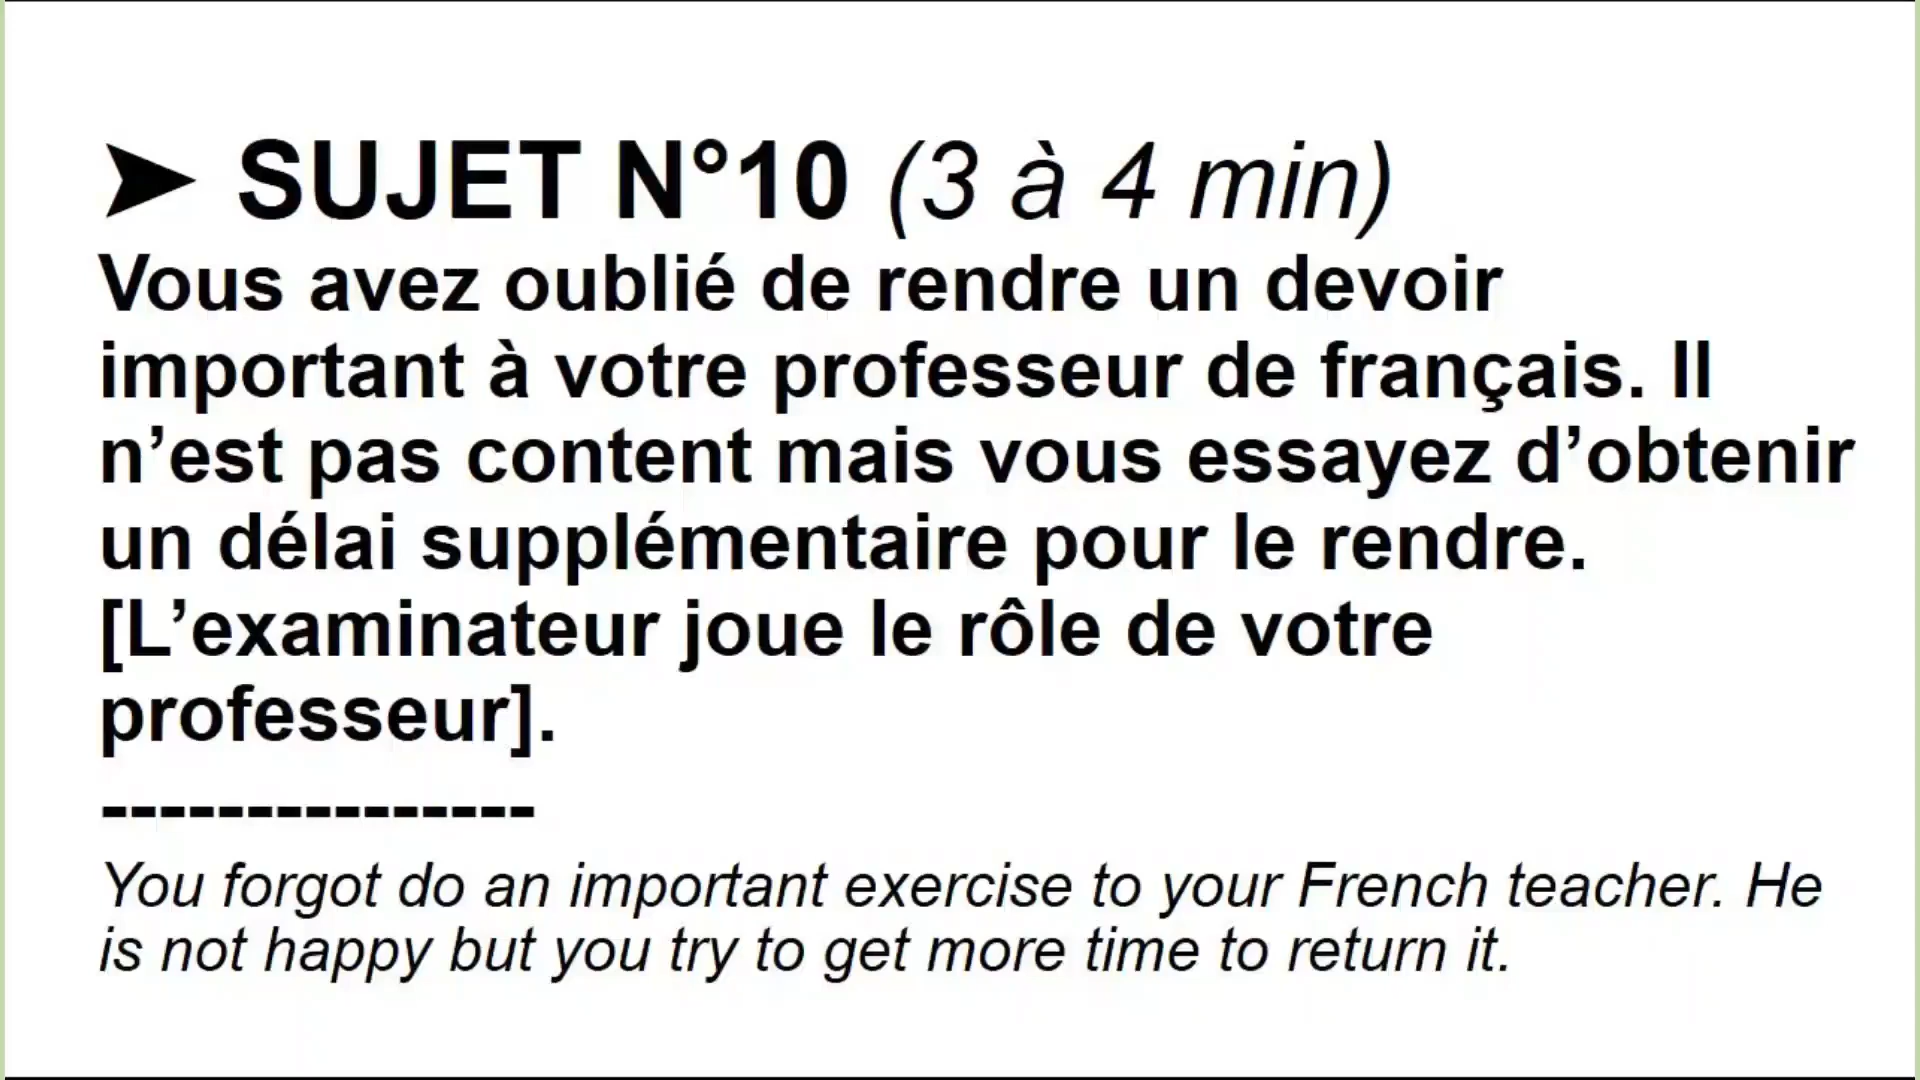 ➤ SUJET N°10 (3 à 4 min)
Vous avez oublié de rendre un devoir
important à votre professeur de français. Il
n’est pas content mais vous essayez d’obtenir
un délai supplémentaire pour le rendre.
[L’examinateur joue le rôle de votre
professeur].
---------------
You forgot do an important exercise to your French teacher. He
is not happy but you try to get more time to return it.